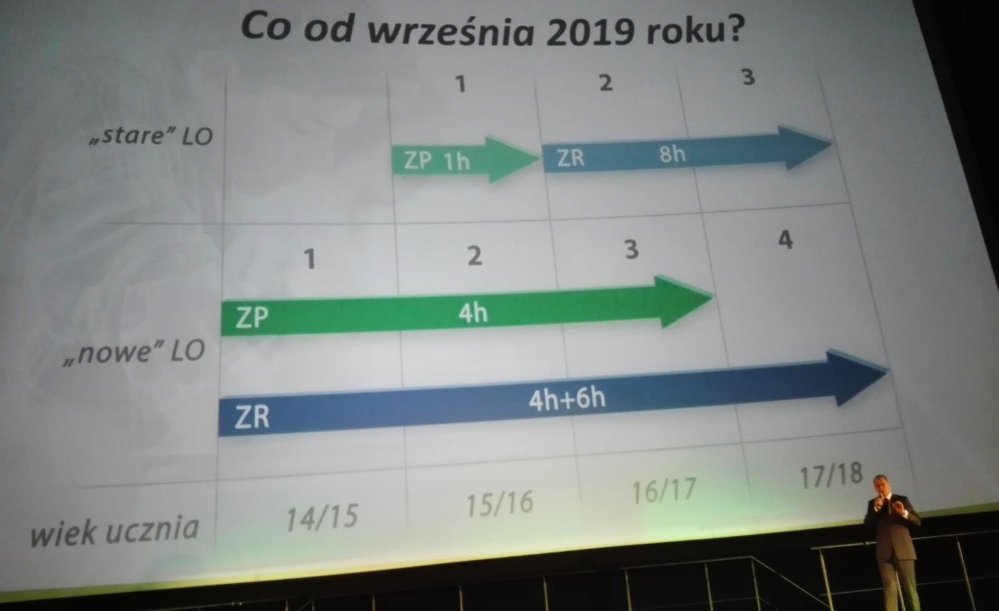 Co od września 2019 roku?
1 2 3
„stare” LO
ZP 1h ZR 8h
1 2 3 4
ZP 4h
„nowe” LO
ZR 4h+6h
wiek ucznia 14/15 15/16 16/17 17/18